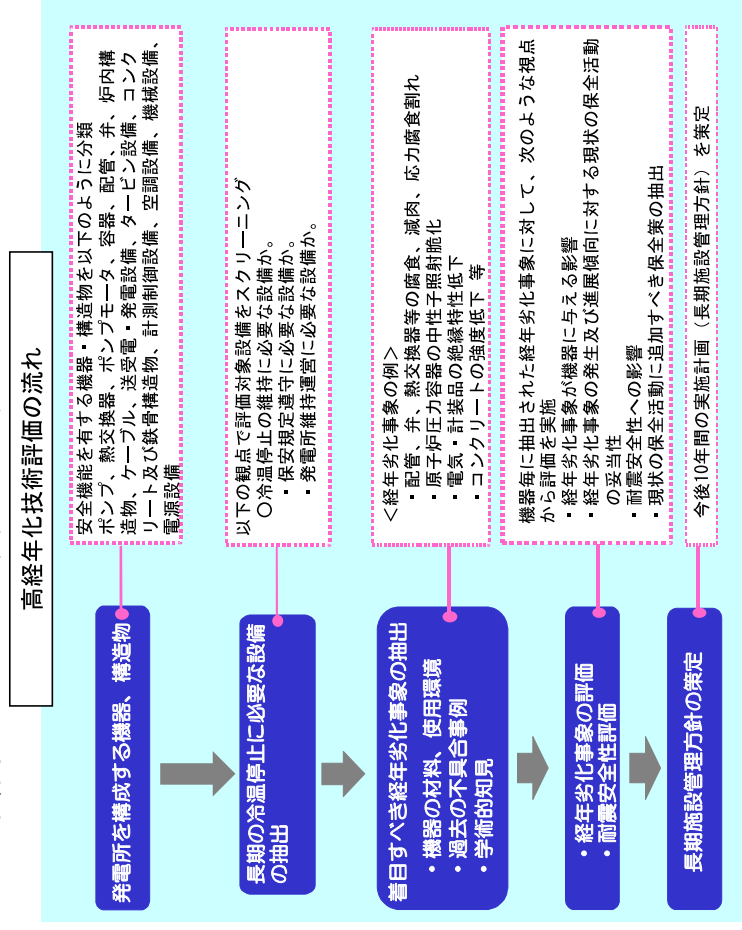 高経年化技術評価の流れ
発電所を構成する機器、構造物
安全機能を有する機器・構造物を以下のように分類
ポンプ、熱交換器、ポンプモータ、容器、配管、弁、炉内構
造物、ケーブル、送受電・発電設備、タービン設備、コンク
リート及び鉄骨構造物、計測制御設備、空調設備、機械設備、
電源設備
長期の冷温停止に必要な設備
の抽出
以下の観点で評価対象設備をスクリーニング
〇冷温停止の維持に必要な設備か。
・保安規定遵守に必要な設備か。
・発電所維持運営に必要な設備か。
着目すべき経年劣化事象の抽出
・機器の材料、使用環境
・過去の不具合事例
・学術的知見
＜経年劣化事象の例＞
・配管、弁、熱交換器等の腐食、減肉、応力腐食割れ
・原子炉圧力容器の中性子照射脆化
・電気・計装品の絶縁特性低下
・コンクリートの強度低下 等
・経年劣化事象の評価
・耐震安全性評価
機器毎に抽出された経年劣化事象に対して、次のような視点
から評価を実施
・経年劣化事象が機器に与える影響
・経年劣化事象の発生及び進展傾向に対する現状の保全活動
の妥当性
・耐震安全性への影響
・現状の保全活動に追加すべき保全策の抽出
長期施設管理方針の策定
今後10年間の実施計画（長期施設管理方針）を策定